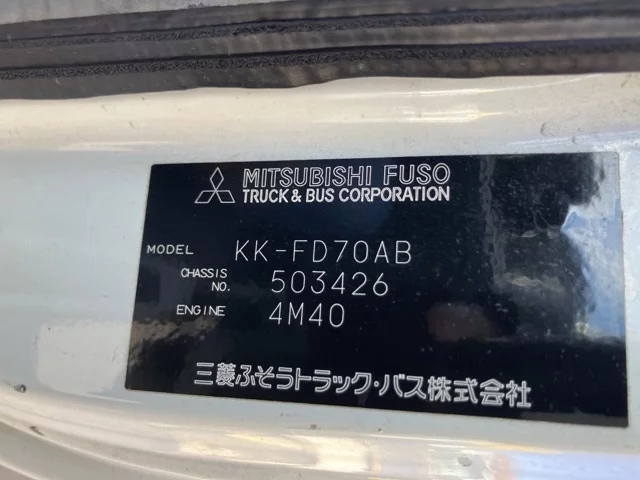 MITSUBISHI FUSO
TRUCK & BUS CORPORATION
MODEL KK-FD70AB
CHASSIS NO. 503426
ENGINE 4M40
三菱ふそうトラック・バス株式会社